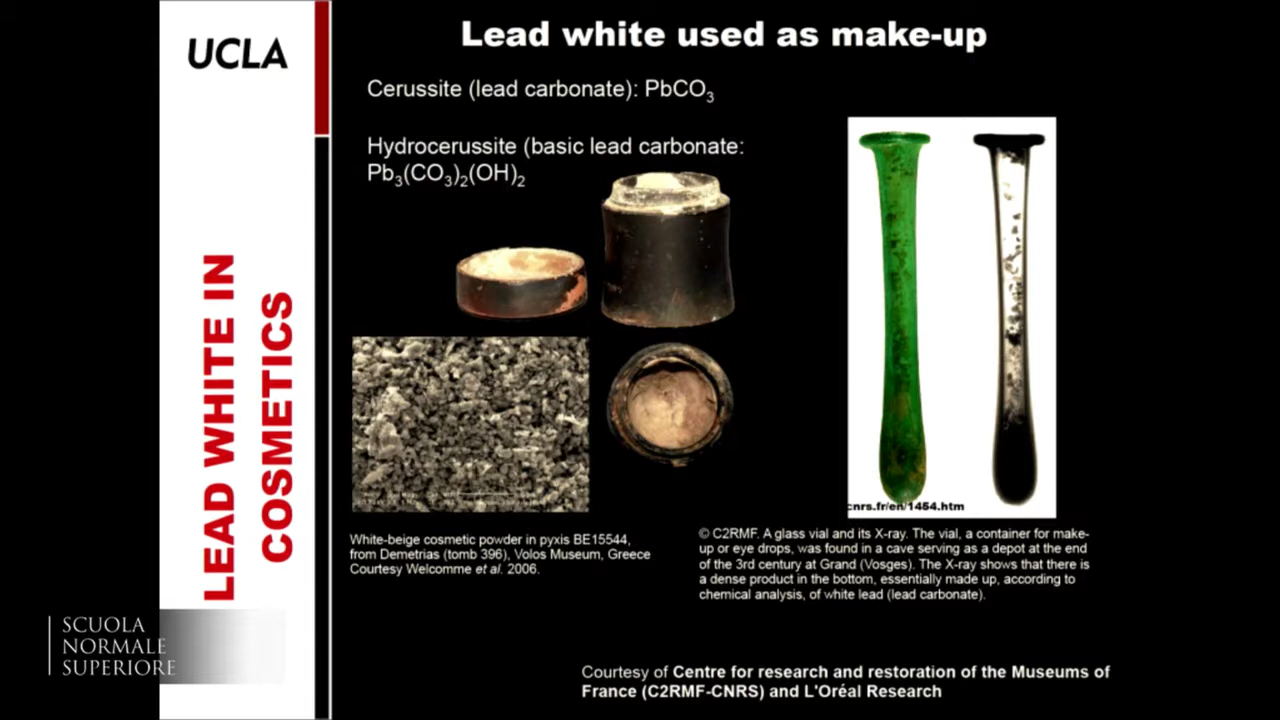 UCLA
LEAD WHITE IN
COSMETICS
SCUOLA
NORMALE
SUPERIORE
Lead white used as make-up
Cerussite (lead carbonate): PbCO₃
Hydrocerussite (basic lead carbonate:
Pb₃(CO₃)₂(OH)₂
White-beige cosmetic powder in pyxis BE15544,
from Demetrias (tomb 396), Volos Museum, Greece
Courtesy Welcomme et al. 2006.
cnrs.fr/en/1454.htm
© C2RMF. A glass vial and its X-ray. The vial, a container for make-
up or eye drops, was found in a cave serving as a depot at the end
of the 3rd century at Grand (Vosges). The X-ray shows that there is
a dense product in the bottom, essentially made up, according to
chemical analysis, of white lead (lead carbonate).
Courtesy of Centre for research and restoration of the Museums of
France (C2RMF-CNRS) and L'Oréal Research